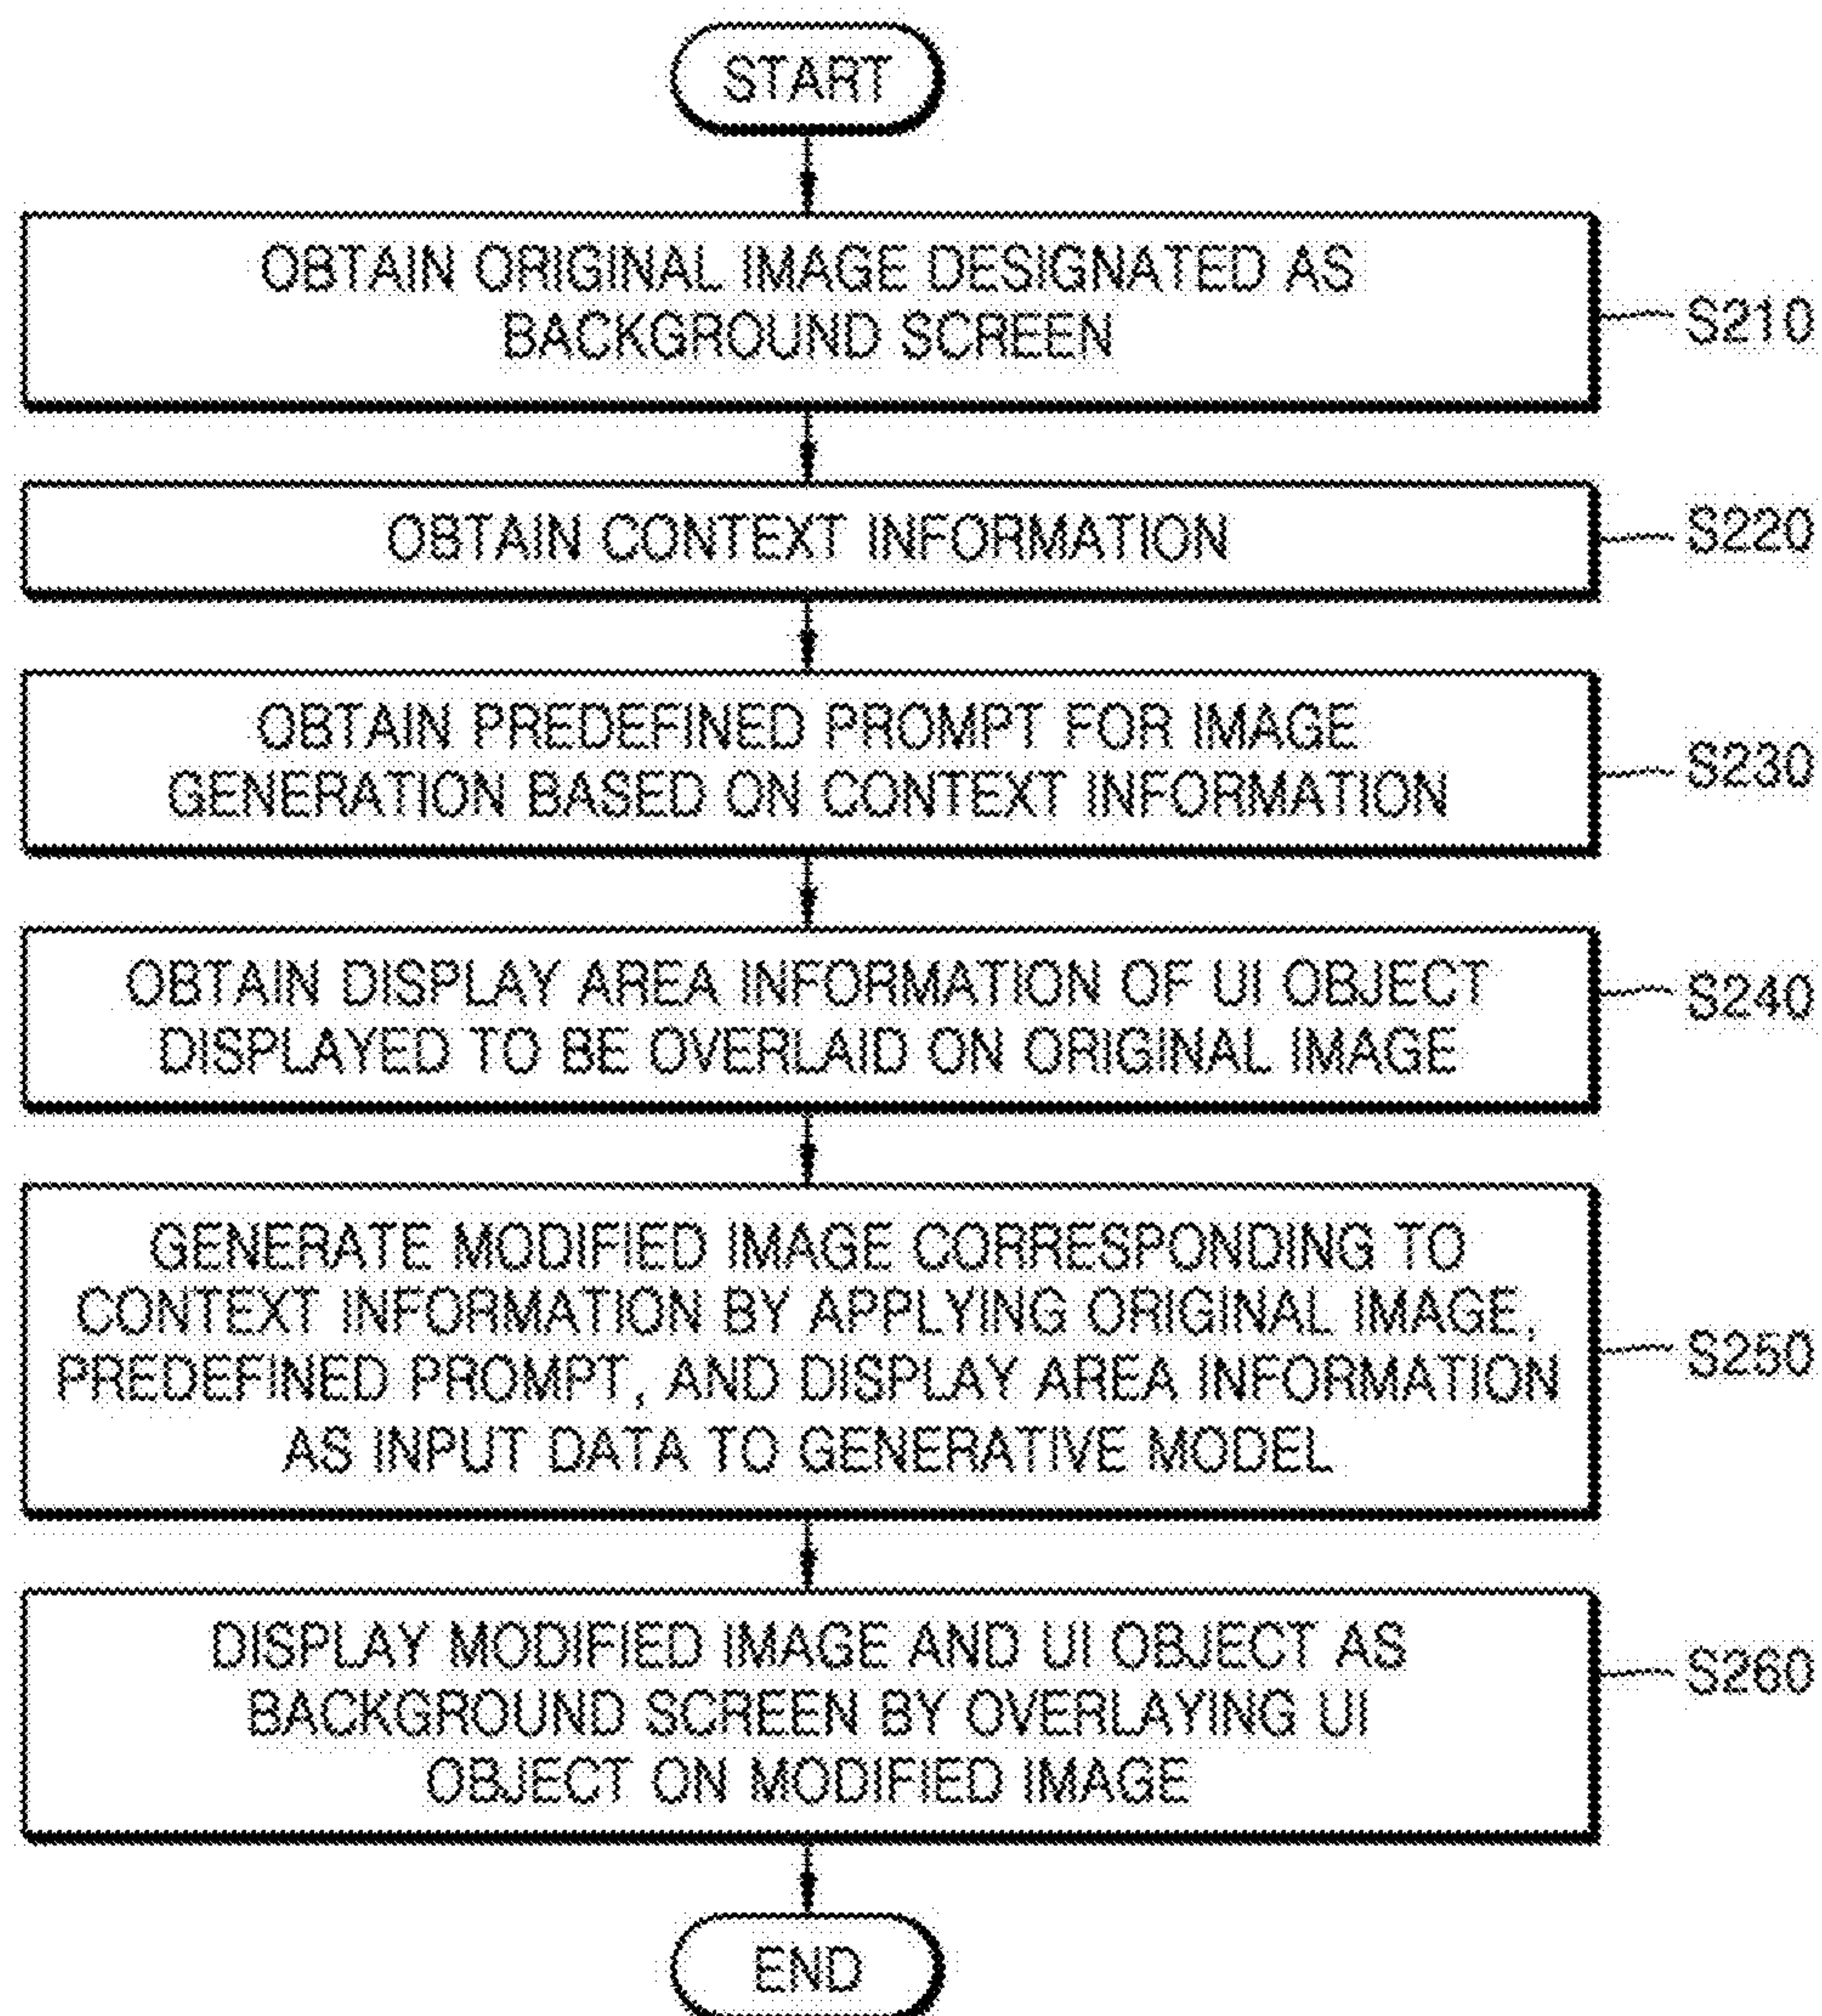 START
OBTAIN ORIGINAL IMAGE DESIGNATED AS
BACKGROUND SCREEN
S210
OBTAIN CONTEXT INFORMATION
S220
OBTAIN PREDEFINED PROMPT FOR IMAGE
GENERATION BASED ON CONTEXT INFORMATION
S230
OBTAIN DISPLAY AREA INFORMATION OF UI OBJECT
DISPLAYED TO BE OVERLAID ON ORIGINAL IMAGE
S240
GENERATE MODIFIED IMAGE CORRESPONDING TO
CONTEXT INFORMATION BY APPLYING ORIGINAL IMAGE,
PREDEFINED PROMPT, AND DISPLAY AREA INFORMATION
AS INPUT DATA TO GENERATIVE MODEL
S250
DISPLAY MODIFIED IMAGE AND UI OBJECT AS
BACKGROUND SCREEN BY OVERLAYING UI
OBJECT ON MODIFIED IMAGE
S260
END